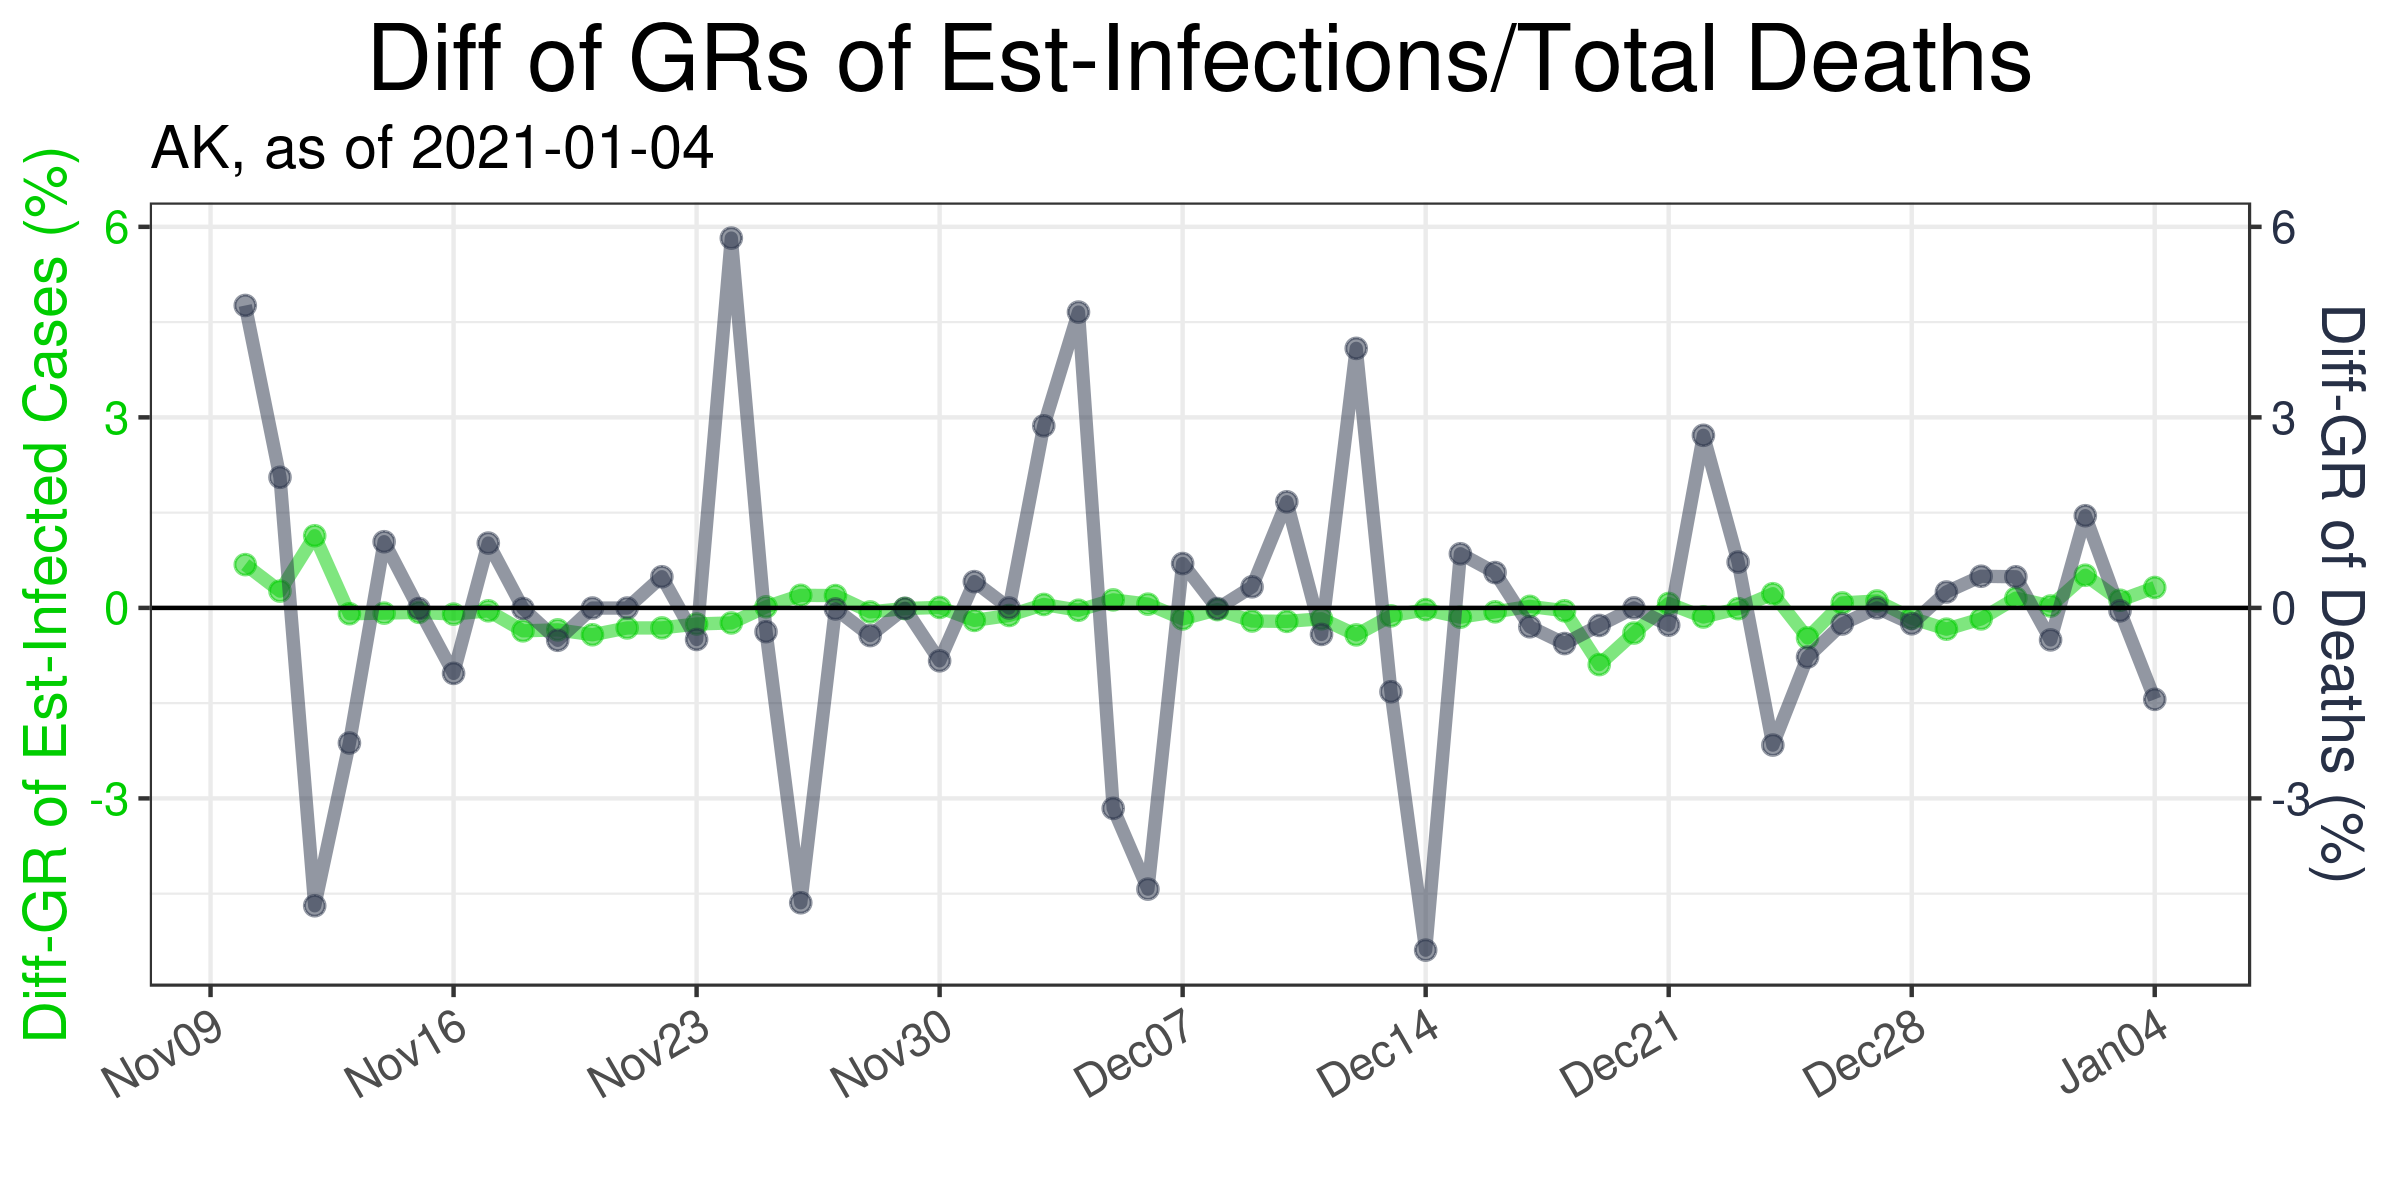 Diff of GRs of Est-Infections/Total Deaths
AK, as of 2021-01-04
Diff-GR of Est-Infected Cases (%)
6
3
0
-3
6
3
0
-3
Diff-GR of Deaths (%)
Nov09
Nov16
Nov23
Nov30
Dec07
Dec14
Dec21
Dec28
Jan04